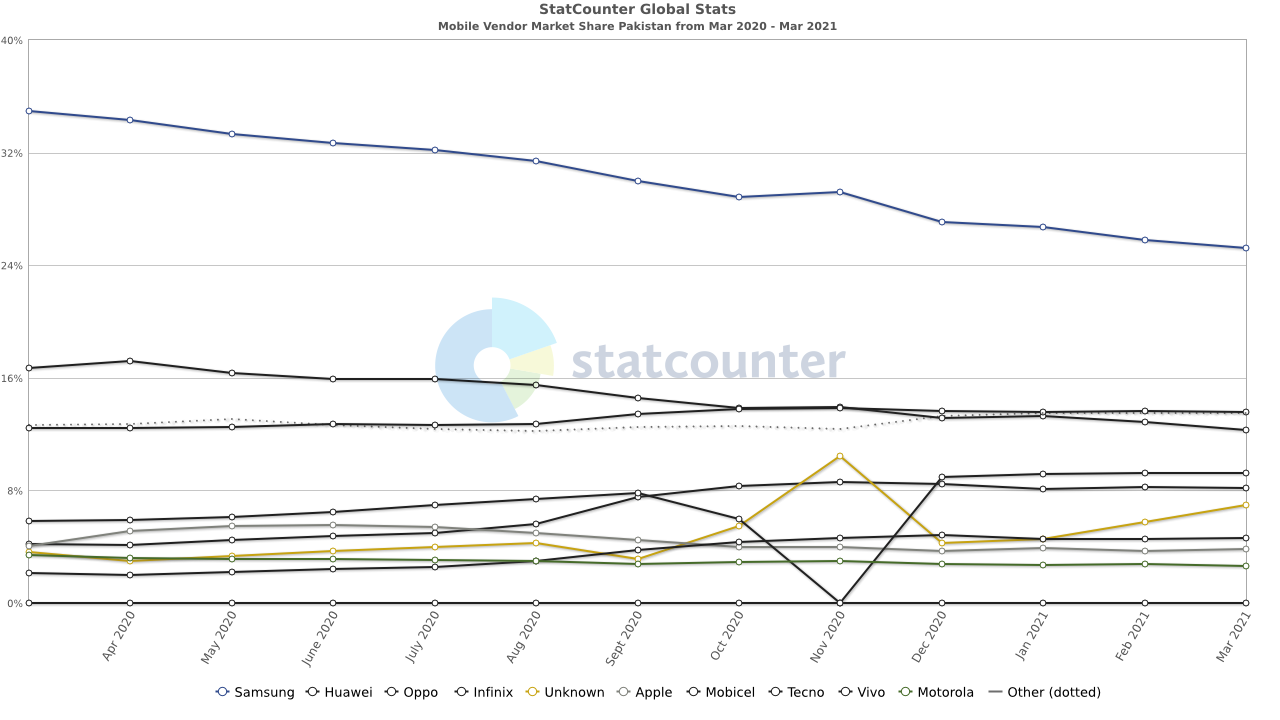 StatCounter Global Stats
Mobile Vendor Market Share Pakistan from Mar 2020 - Mar 2021
40%
32%
24%
16%
8%
0%
statcounter
Apr 2020 May 2020 June 2020 July 2020 Aug 2020 Sept 2020 Oct 2020 Nov 2020 Dec 2020 Jan 2021 Feb 2021 Mar 2021
Samsung Huawei Oppo Infinix Unknown Apple Mobicel Tecno Vivo Motorola Other (dotted)